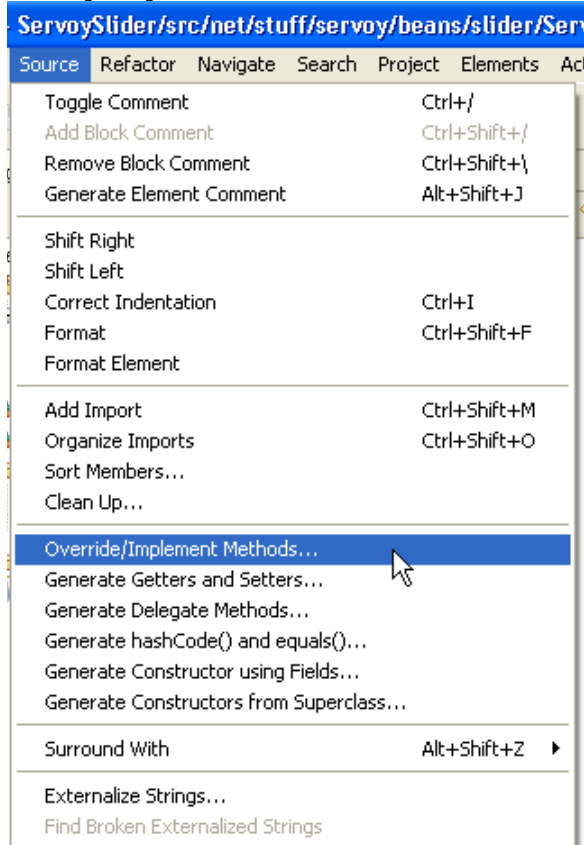 ServoySlider/src/net/stuff/servoy/beans/slider/Serv
Source Refactor Navigate Search Project Elements Ac
Toggle Comment Ctrl+/
Add Block Comment Ctrl+Shift+/
Remove Block Comment Ctrl+Shift+\
Generate Element Comment Alt+Shift+J
Shift Right
Shift Left
Correct Indentation Ctrl+I
Format Ctrl+Shift+F
Format Element
Add Import Ctrl+Shift+M
Organize Imports Ctrl+Shift+O
Sort Members...
Clean Up...
Override/Implement Methods...
Generate Getters and Setters...
Generate Delegate Methods...
Generate hashCode() and equals()...
Generate Constructor using Fields...
Generate Constructors from Superclass...
Surround With Alt+Shift+Z
Externalize Strings...
Find Broken Externalized Strings